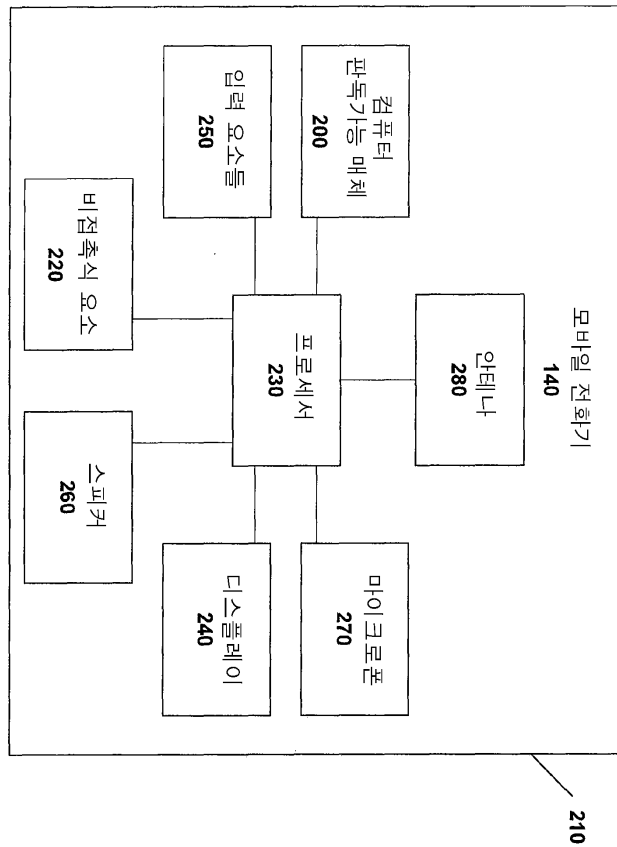 모바일 전화기
140
210
안테나
280
컴퓨터
판독가능 매체
200
마이크로폰
270
프로세서
230
입력 요소들
250
디스플레이
240
비접촉식 요소
220
스피커
260